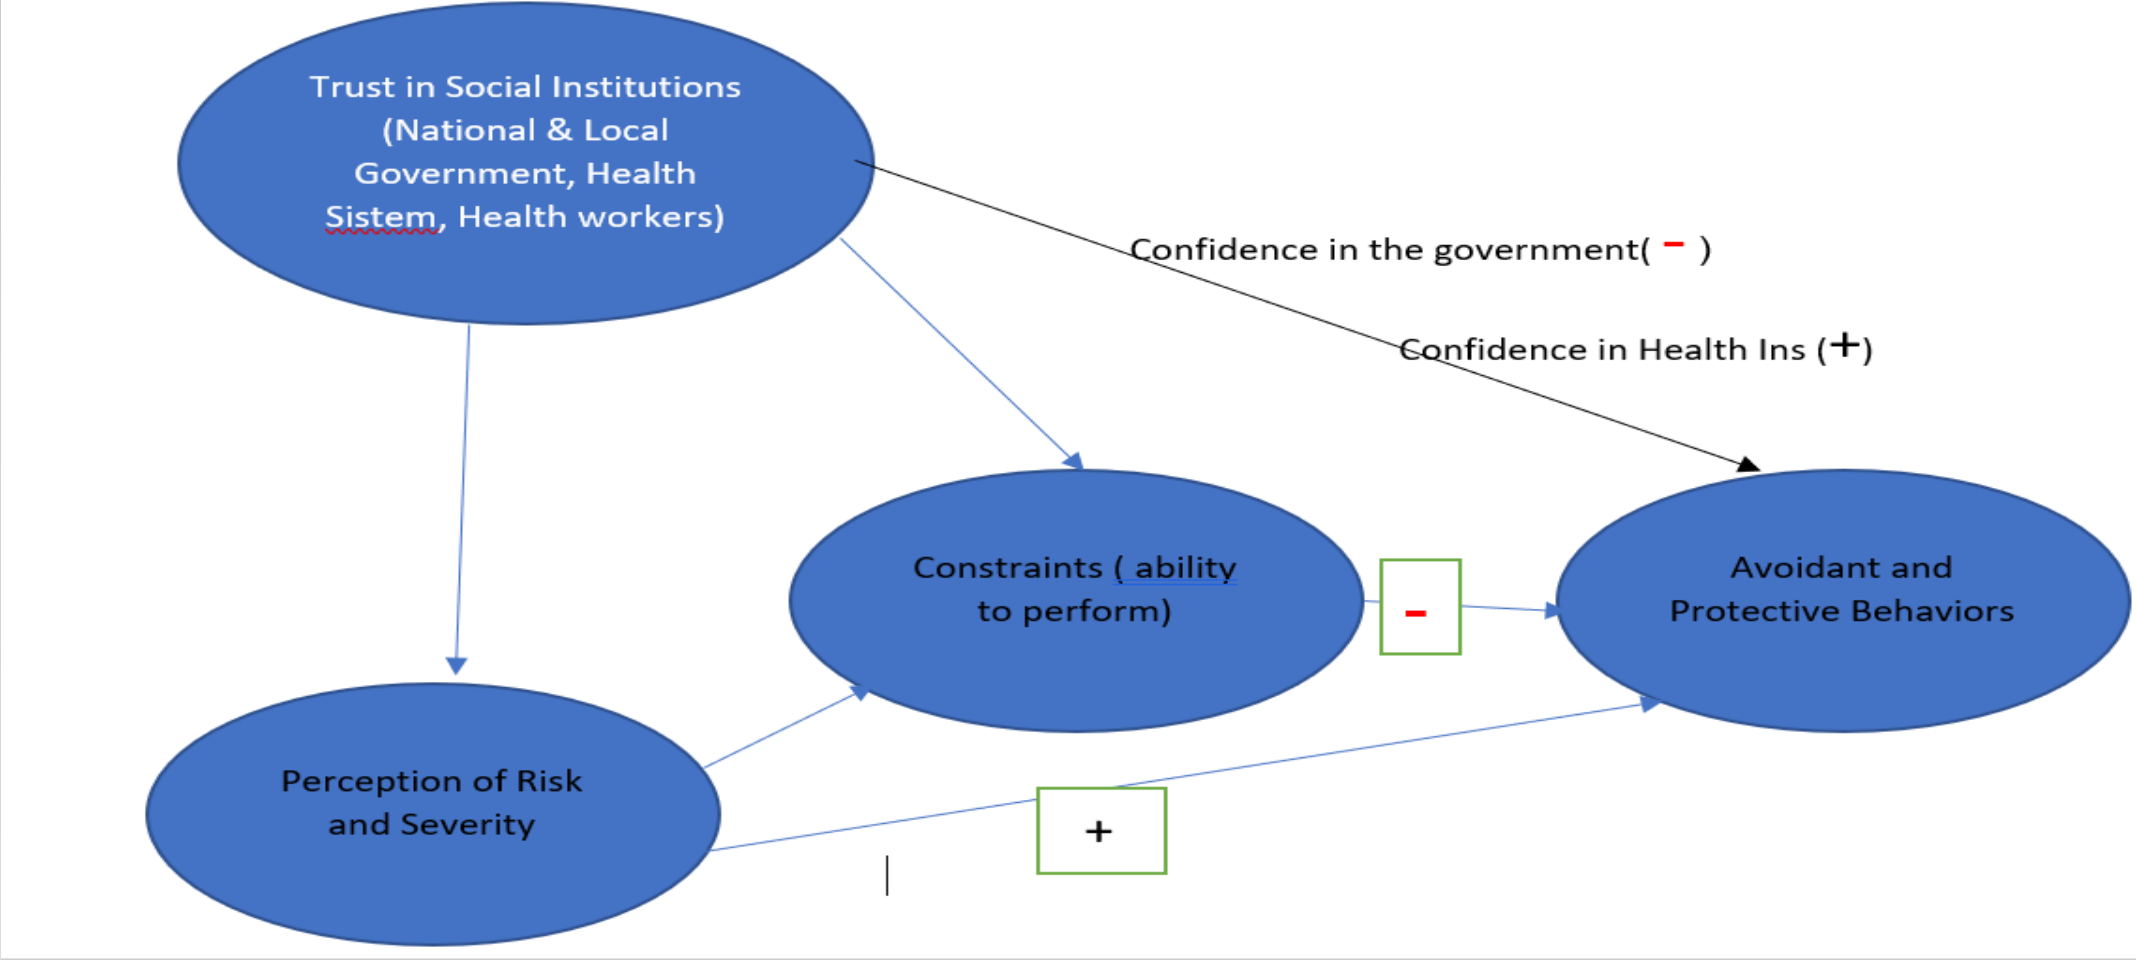 Trust in Social Institutions
(National & Local
Government, Health
Sistem, Health workers)
Confidence in the government( - )
Confidence in Health Ins (+)
Constraints ( ability
to perform)
-
Avoidant and
Protective Behaviors
Perception of Risk
and Severity
+